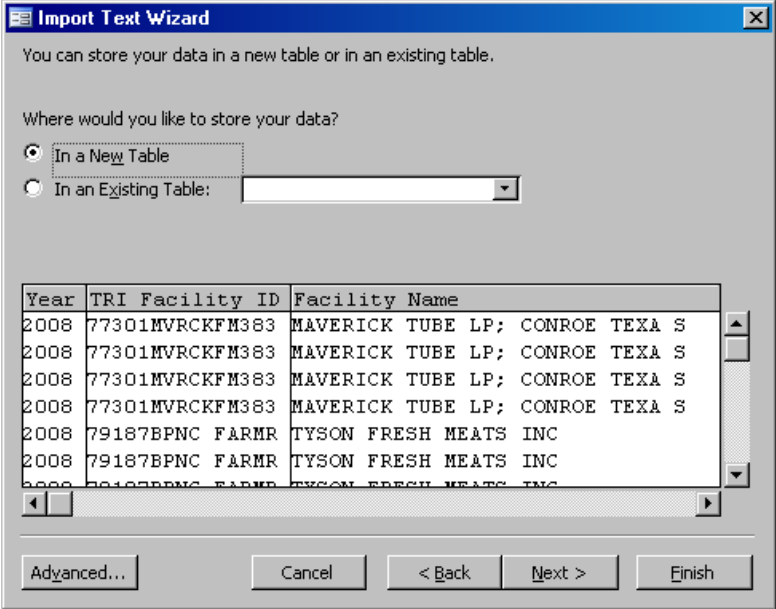 Import Text Wizard
You can store your data in a new table or in an existing table.
Where would you like to store your data?
In a New Table
In an Existing Table:
Year TRI Facility ID Facility Name
2008 77301MVRCKFM383 MAVERICK TUBE LP; CONROE TEXA S
2008 77301MVRCKFM383 MAVERICK TUBE LP; CONROE TEXA S
2008 77301MVRCKFM383 MAVERICK TUBE LP; CONROE TEXA S
2008 77301MVRCKFM383 MAVERICK TUBE LP; CONROE TEXA S
2008 79187BPNC FARMR TYSON FRESH MEATS INC
2008 79187BPNC FARMR TYSON FRESH MEATS INC
Advanced... Cancel < Back Next > Finish